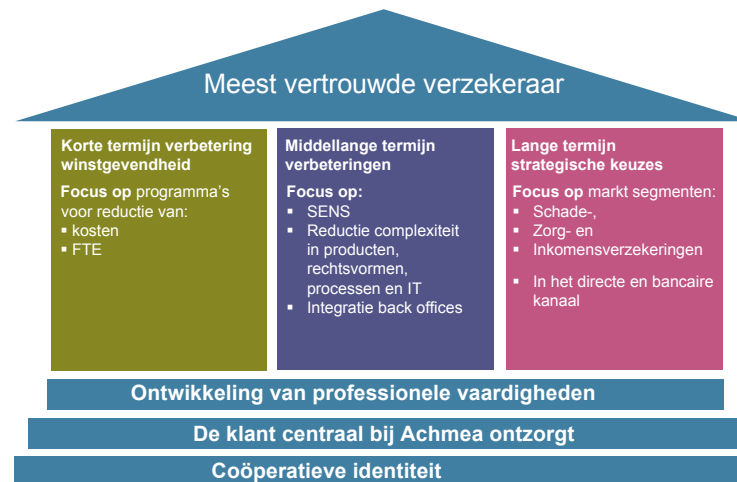 Meest vertrouwde verzekeraar
Korte termijn verbetering
winstgevendheid
Focus op programma's
voor reductie van:
▪ kosten
▪ FTE
Middellange termijn
verbeteringen
Focus op:
▪ SENS
▪ Reductie complexiteit
in producten,
rechtsvormen,
processen en IT
▪ Integratie back offices
Lange termijn
strategische keuzes
Focus op markt segmenten:
▪ Schade-,
▪ Zorg- en
▪ Inkomensverzekeringen
▪ In het directe en bancaire
kanaal
Ontwikkeling van professionele vaardigheden
De klant centraal bij Achmea ontzorgt
Coöperatieve identiteit